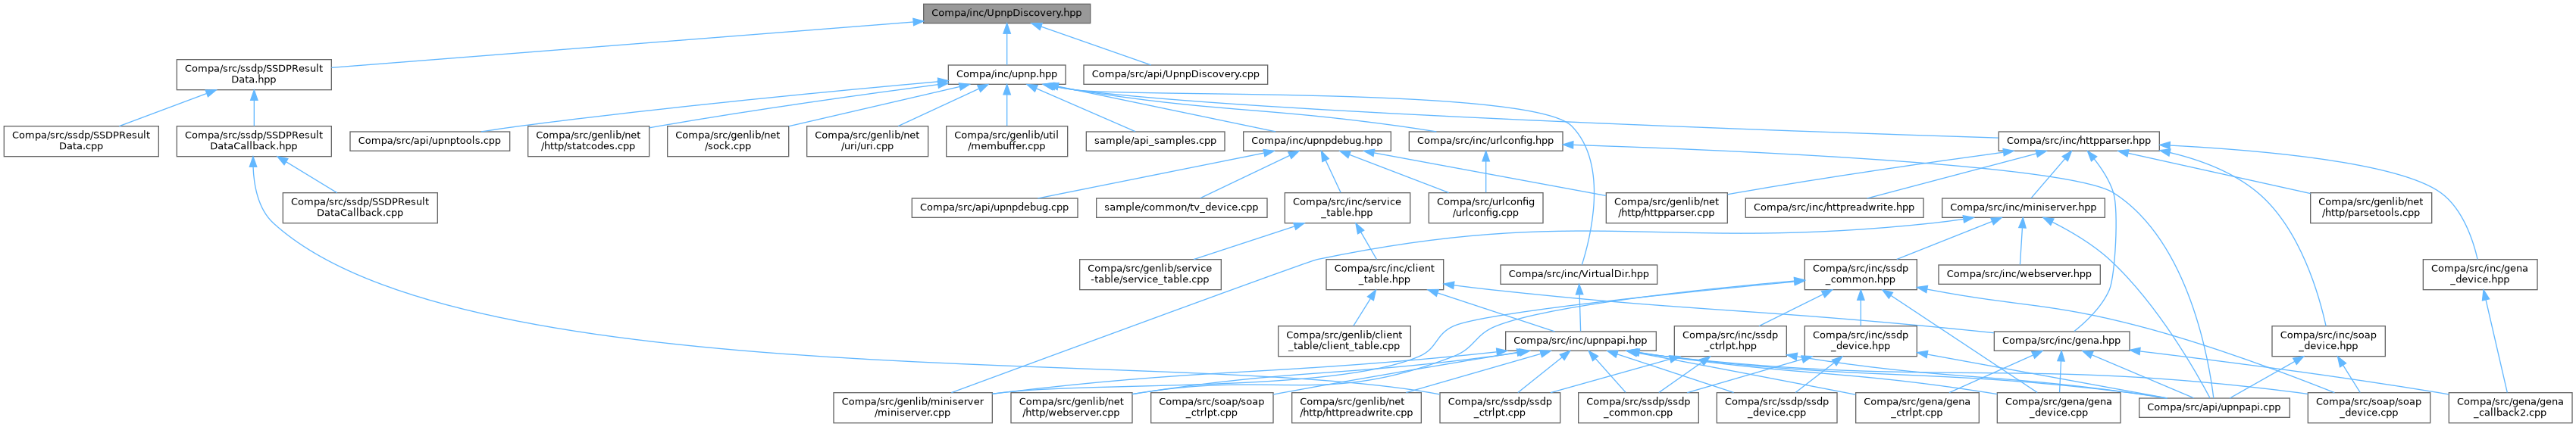 Compa/inc/UpnpDiscovery.hpp
Compa/src/ssdp/SSDPResult
Data.hpp
Compa/inc/upnp.hpp
Compa/src/api/UpnpDiscovery.cpp
Compa/src/ssdp/SSDPResult
Data.cpp
Compa/src/ssdp/SSDPResult
DataCallback.hpp
Compa/src/api/upnptools.cpp
Compa/src/genlib/net
/http/statcodes.cpp
Compa/src/genlib/net
/sock.cpp
Compa/src/genlib/net
/uri/uri.cpp
Compa/src/genlib/util
/membuffer.cpp
sample/api_samples.cpp
Compa/inc/upnpdebug.hpp
Compa/src/inc/urlconfig.hpp
Compa/src/inc/httpparser.hpp
Compa/src/ssdp/SSDPResult
DataCallback.cpp
Compa/src/api/upnpdebug.cpp
sample/common/tv_device.cpp
Compa/src/inc/service
_table.hpp
Compa/src/urlconfig
/urlconfig.cpp
Compa/src/genlib/net
/http/httpparser.cpp
Compa/src/inc/httpreadwrite.hpp
Compa/src/inc/miniserver.hpp
Compa/src/genlib/net
/http/parsetools.cpp
Compa/src/genlib/service
-table/service_table.cpp
Compa/src/inc/client
_table.hpp
Compa/src/inc/VirtualDir.hpp
Compa/src/inc/ssdp
_common.hpp
Compa/src/inc/webserver.hpp
Compa/src/inc/gena
_device.hpp
Compa/src/genlib/client
_table/client_table.cpp
Compa/src/inc/upnpapi.hpp
Compa/src/inc/ssdp
_ctrlpt.hpp
Compa/src/inc/ssdp
_device.hpp
Compa/src/inc/gena.hpp
Compa/src/inc/soap
_device.hpp
Compa/src/genlib/miniserver
/miniserver.cpp
Compa/src/genlib/net
/http/webserver.cpp
Compa/src/soap/soap
_ctrlpt.cpp
Compa/src/genlib/net
/http/httpreadwrite.cpp
Compa/src/ssdp/ssdp
_ctrlpt.cpp
Compa/src/ssdp/ssdp
_common.cpp
Compa/src/ssdp/ssdp
_device.cpp
Compa/src/gena/gena
_ctrlpt.cpp
Compa/src/gena/gena
_device.cpp
Compa/src/api/upnpapi.cpp
Compa/src/soap/soap
_device.cpp
Compa/src/gena/gena
_callback2.cpp